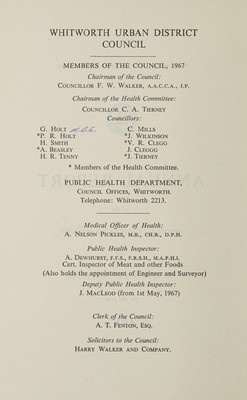 WHITWORTH URBAN DISTRICT
COUNCIL
MEMBERS OF THE COUNCIL, 1967
Chairman of the Council:
COUNCILLOR F. W. WALKER, A.A.C.C.A., J.P.
Chairman of the Health Committee:
COUNCILLOR C. A. TIERNEY
Councillors:
G. HOLT C. MILLS
*P. R. HOLT *J. WILKINSON
H. SMITH *V. R. CLEGG
*A. BEASLEY J. CLEGGG
H. R. TENNY *J. TIERNEY
* Members of the Health Committee.
PUBLIC HEALTH DEPARTMENT,
COUNCIL OFFICES, WHITWORTH.
Telephone: Whitworth 2213.
Medical Officer of Health:
A. NELSON PICKLES, M.B., CH.B., D.P.H.
Public Health Inspector:
A. DEWHURST, F.F.S., F.R.S.H., M.A.P.H.I.
Cert. Inspector of Meat and other Foods
(Also holds the appointment of Engineer and Surveyor)
Deputy Public Health Inspector:
J. MACLEOD (from 1st May, 1967)
Clerk of the Council:
A. T. FENTON, ESQ.
Solicitors to the Council:
HARRY WALKER AND COMPANY.